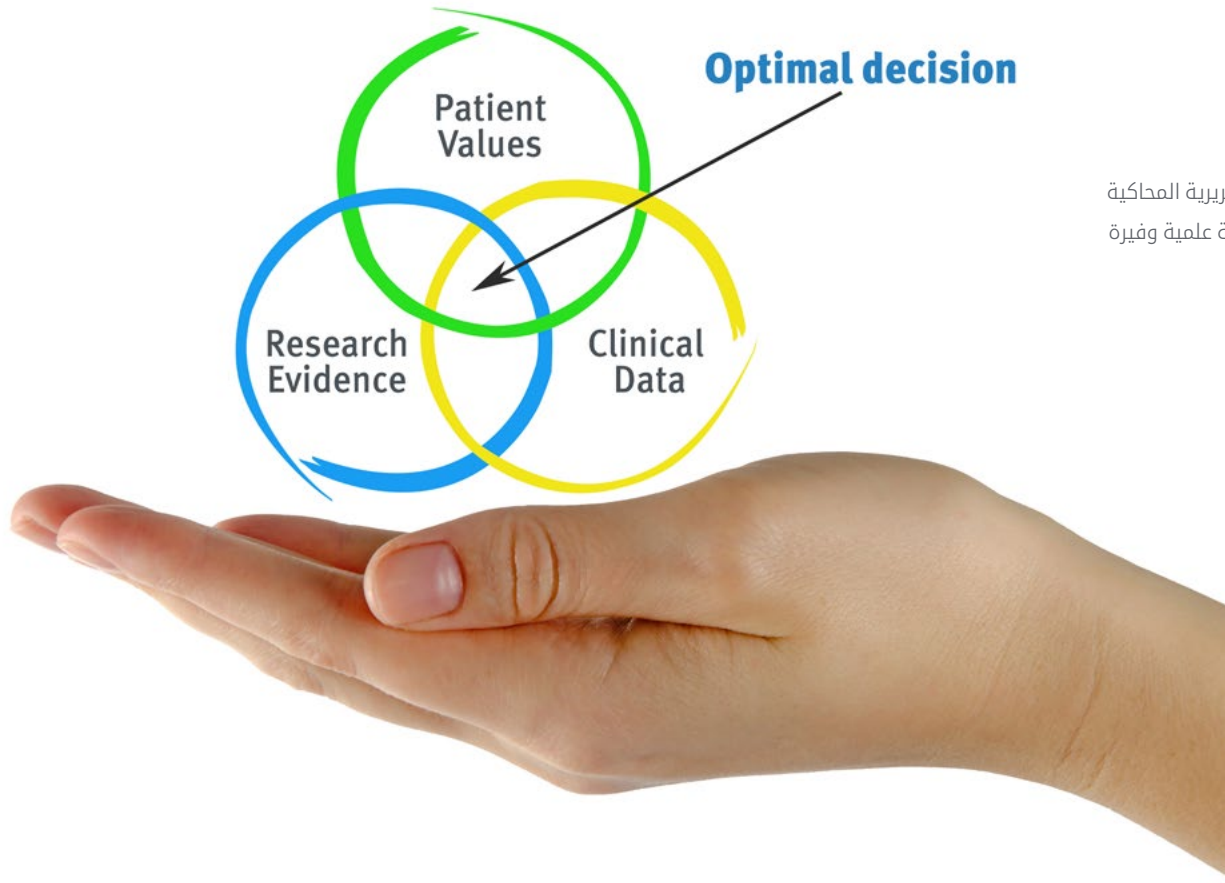 Optimal decision
Patient
Values
Research
Evidence
Clinical
Data
المحاكية
علمية وفيرة